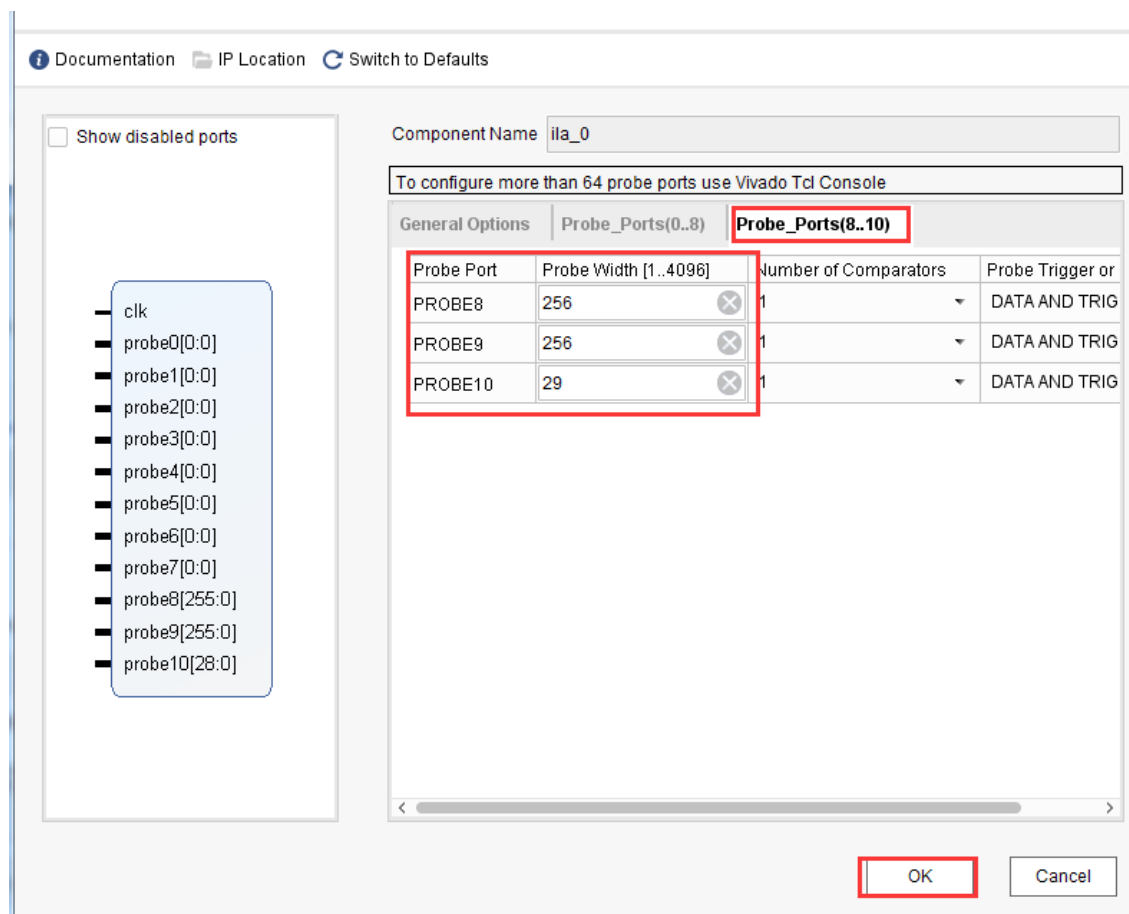 Documentation IP Location Switch to Defaults
Show disabled ports
clk
probe0[0:0]
probe1[0:0]
probe2[0:0]
probe3[0:0]
probe4[0:0]
probe5[0:0]
probe6[0:0]
probe7[0:0]
probe8[255:0]
probe9[255:0]
probe10[28:0]
Component Name ila_0
To configure more than 64 probe ports use Vivado Tcl Console
General Options Probe_Ports(0..8) Probe_Ports(8..10)
Probe Port Probe Width [1..4096] Number of Comparators Probe Trigger or
PROBE8 256 1 DATA AND TRIG
PROBE9 256 1 DATA AND TRIG
PROBE10 29 1 DATA AND TRIG
OK Cancel